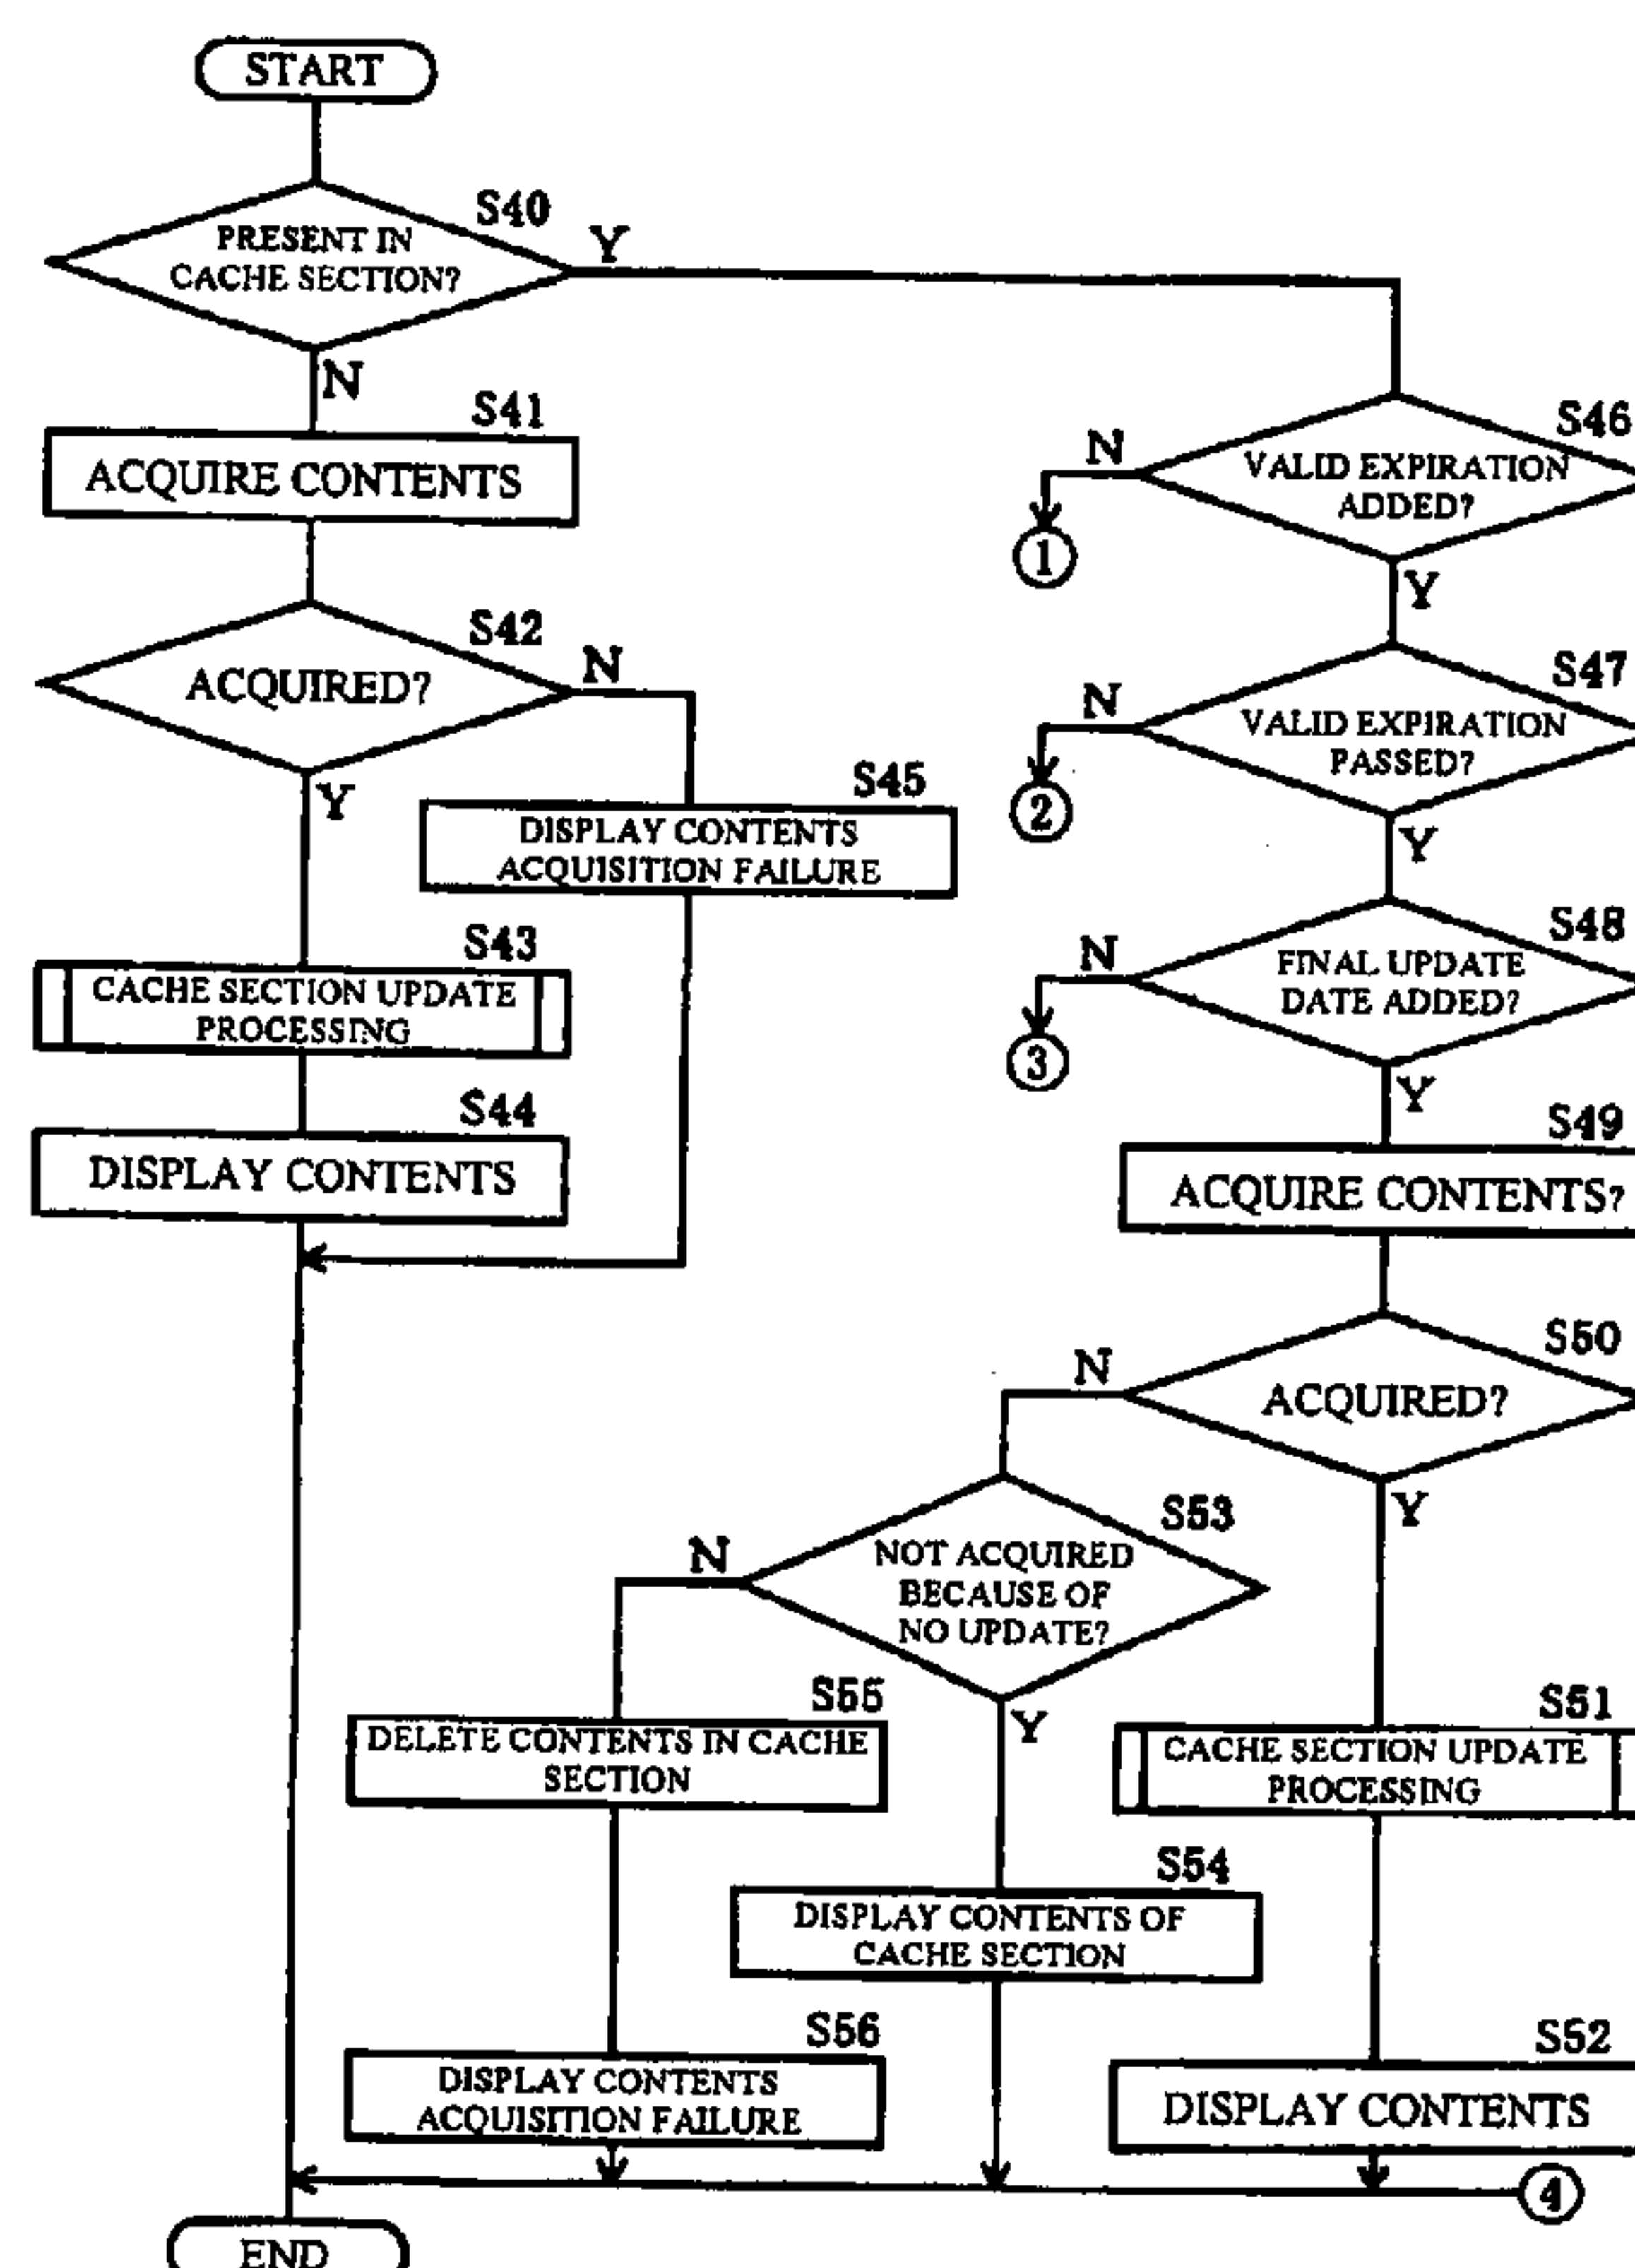 START
S40
PRESENT IN
CACHE SECTION?
Y
N
S41
ACQUIRE CONTENTS
S42
ACQUIRED?
N
Y
S45
DISPLAY CONTENTS
ACQUISITION FAILURE
S43
CACHE SECTION UPDATE
PROCESSING
S44
DISPLAY CONTENTS
S46
VALID EXPIRATION
ADDED?
N
1
Y
S47
VALID EXPIRATION
PASSED?
N
2
Y
S48
FINAL UPDATE
DATE ADDED?
N
3
Y
S49
ACQUIRE CONTENTS?
S50
ACQUIRED?
N
Y
S53
NOT ACQUIRED
BECAUSE OF
NO UPDATE?
N
Y
S55
DELETE CONTENTS IN CACHE
SECTION
S51
CACHE SECTION UPDATE
PROCESSING
S54
DISPLAY CONTENTS OF
CACHE SECTION
S56
DISPLAY CONTENTS
ACQUISITION FAILURE
S52
DISPLAY CONTENTS
4
END